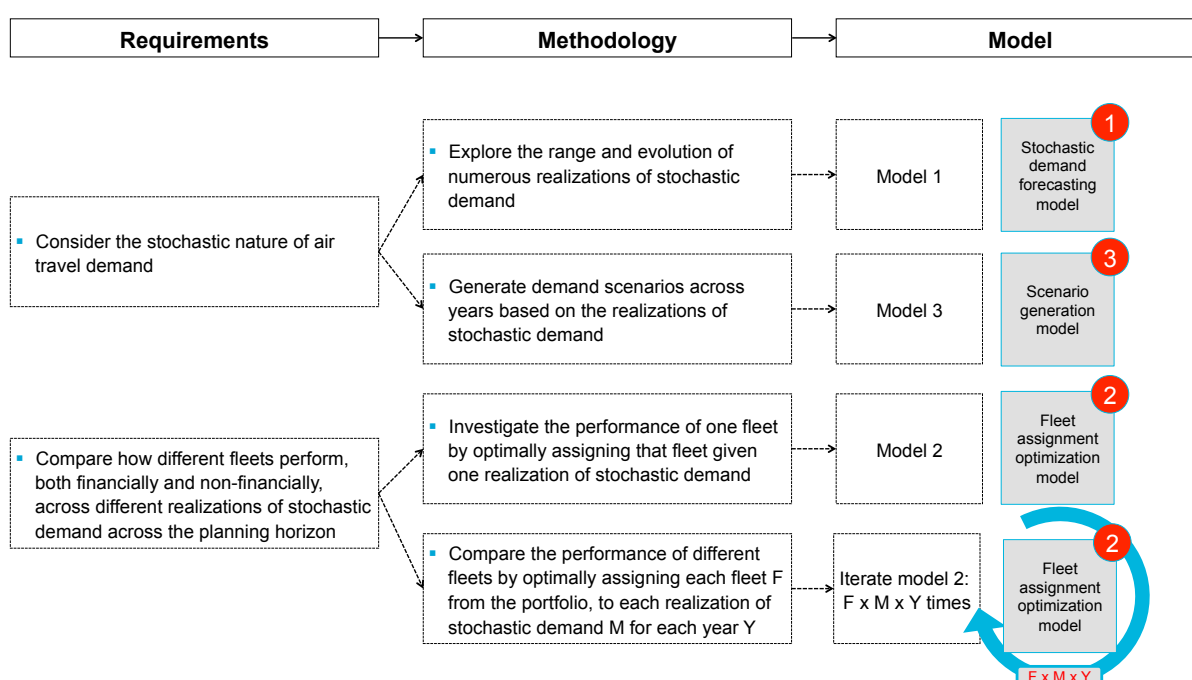 Requirements
Methodology
Model
▪ Consider the stochastic nature of air
travel demand
▪ Explore the range and evolution of
numerous realizations of stochastic
demand
Model 1
1
Stochastic
demand
forecasting
model
▪ Generate demand scenarios across
years based on the realizations of
stochastic demand
Model 3
3
Scenario
generation
model
▪ Compare how different fleets perform,
both financially and non-financially,
across different realizations of stochastic
demand across the planning horizon
▪ Investigate the performance of one fleet
by optimally assigning that fleet given
one realization of stochastic demand
Model 2
2
Fleet
assignment
optimization
model
▪ Compare the performance of different
fleets by optimally assigning each fleet F
from the portfolio, to each realization of
stochastic demand M for each year Y
Iterate model 2:
F x M x Y times
2
Fleet
assignment
optimization
model
F x M x Y